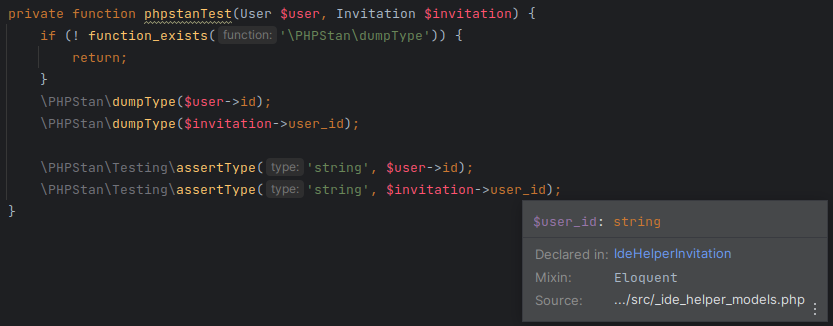 private function phpstanTest(User $user, Invitation $invitation) {
if (! function_exists( function: '\PHPStan\dumpType')) {
return;
}
\PHPStan\dumpType($user->id);
\PHPStan\dumpType($invitation->user_id);
\PHPStan\Testing\assertType( type: 'string', $user->id);
\PHPStan\Testing\assertType( type: 'string', $invitation->user_id);
}
$user_id: string
Declared in: IdeHelperInvitation
Mixin: Eloquent
Source: .../src/_ide_helper_models.php